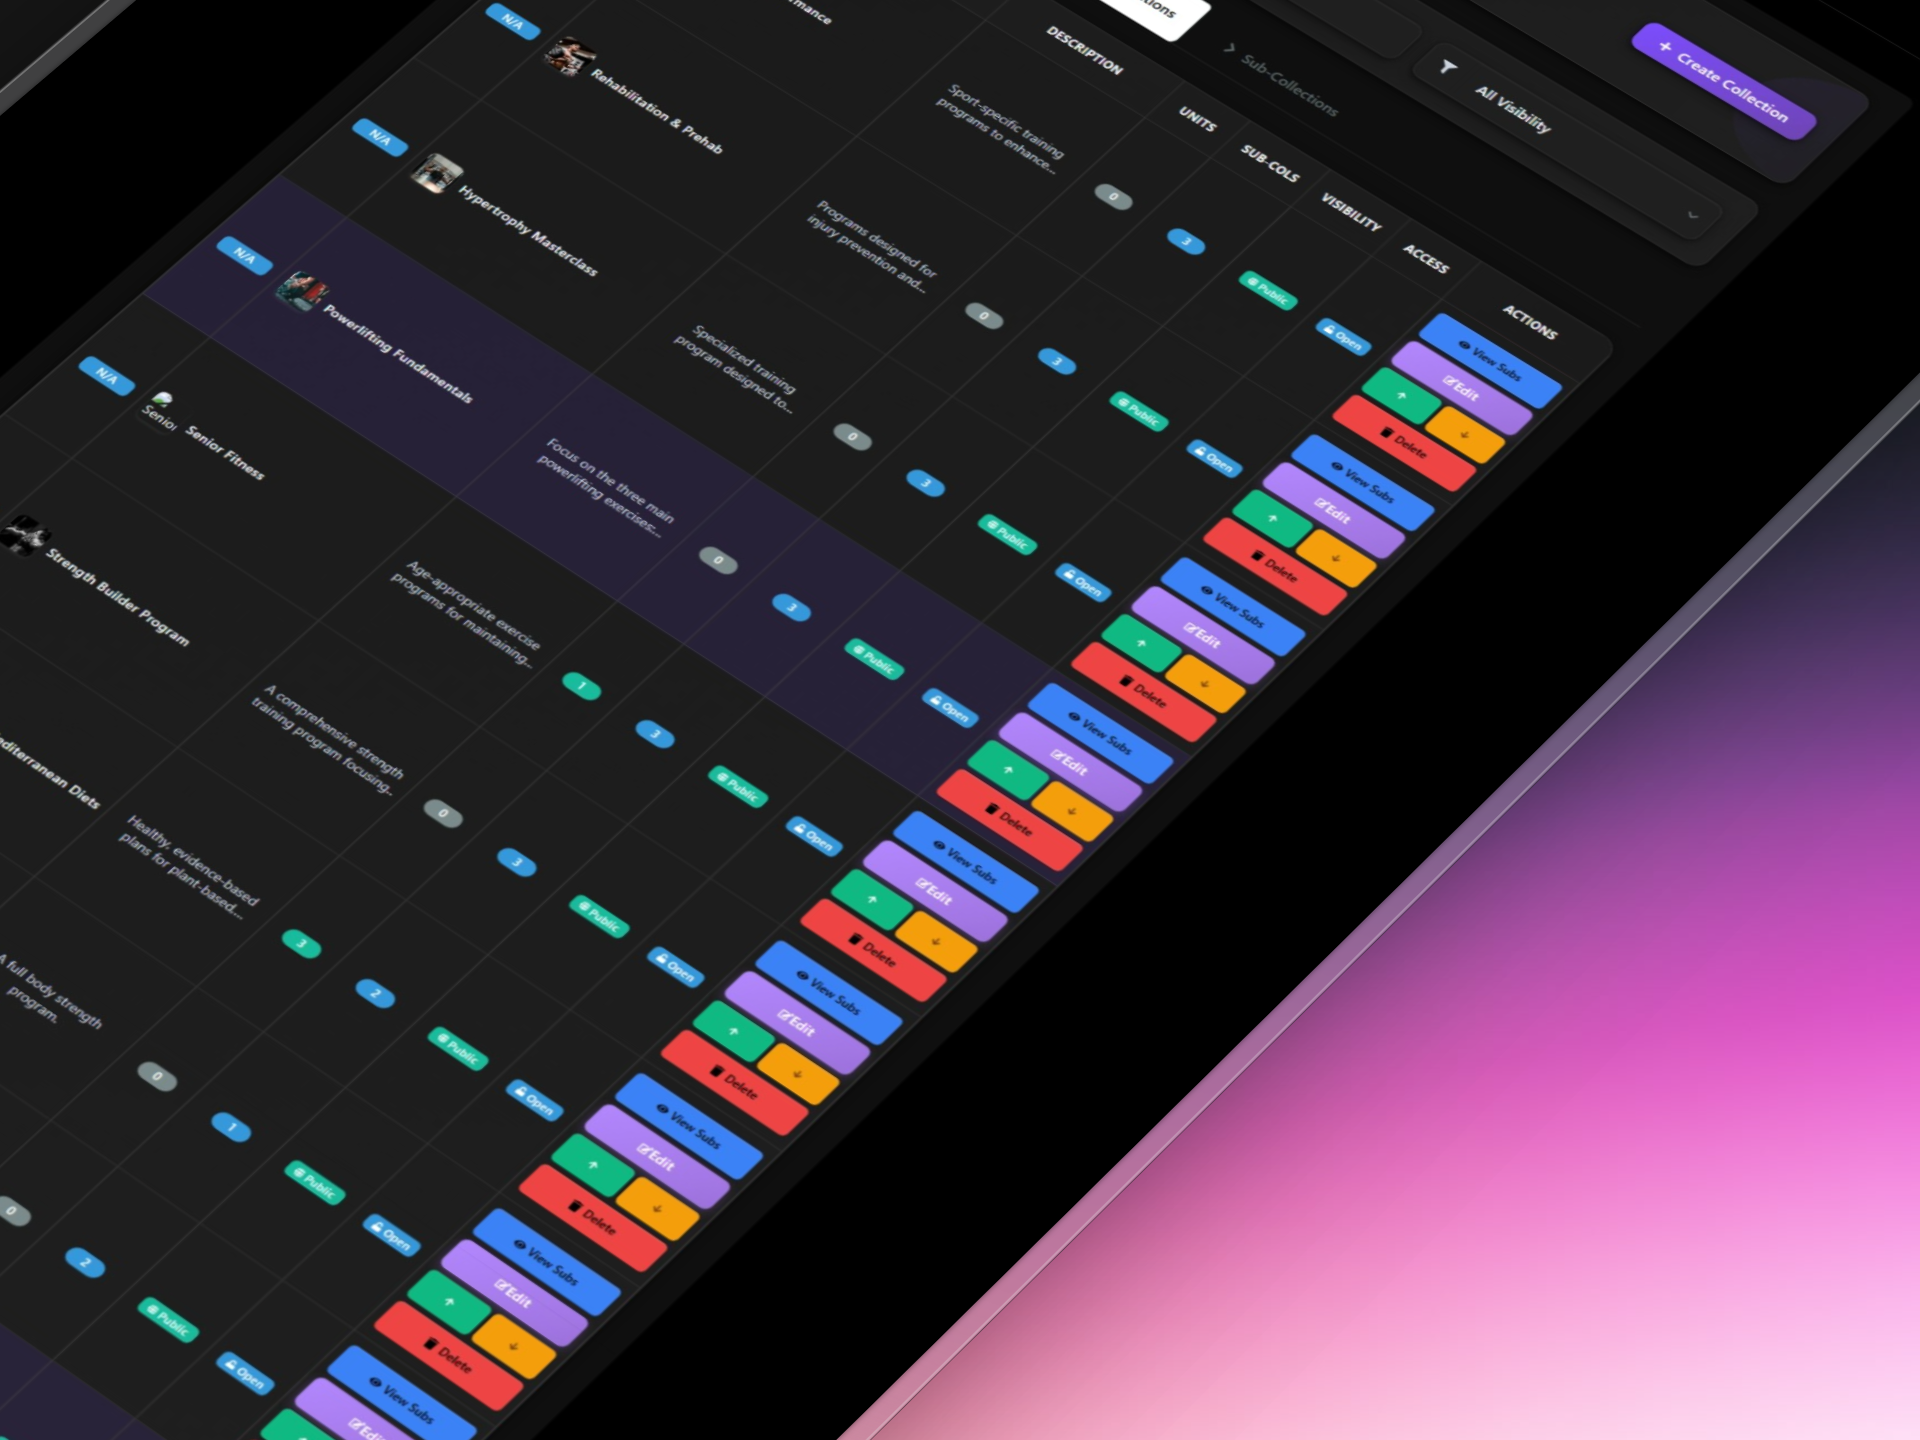 + Create Collection
All Visibility
Sub-Collections
DESCRIPTION
UNITS
SUB-COLS
VISIBILITY
ACCESS
ACTIONS
Sport-specific training
programs to enhance...
0
3
Public
Open
View Subs
Edit
Delete
N/A
Rehabilitation & Prehab
Programs designed for
injury prevention and...
0
3
Public
Open
View Subs
Edit
Delete
N/A
Hypertrophy Masterclass
Specialized training
program designed to...
0
3
Public
Open
View Subs
Edit
Delete
N/A
Powerlifting Fundamentals
Focus on the three main
powerlifting exercises:...
0
3
Public
Open
View Subs
Edit
Delete
N/A
Senior Fitness
Age-appropriate exercise
programs for maintaining...
1
3
Public
Open
View Subs
Edit
Delete
Strength Builder Program
A comprehensive strength
training program focusing...
0
3
Public
Open
View Subs
Edit
Delete
Diets
Healthy, evidence-based
plans for plant-based,...
3
2
Public
Open
View Subs
Edit
Delete
A full body strength
program,
0
1
Public
Open
View Subs
Edit
Delete
0
2
Public
Open
View Subs
Edit